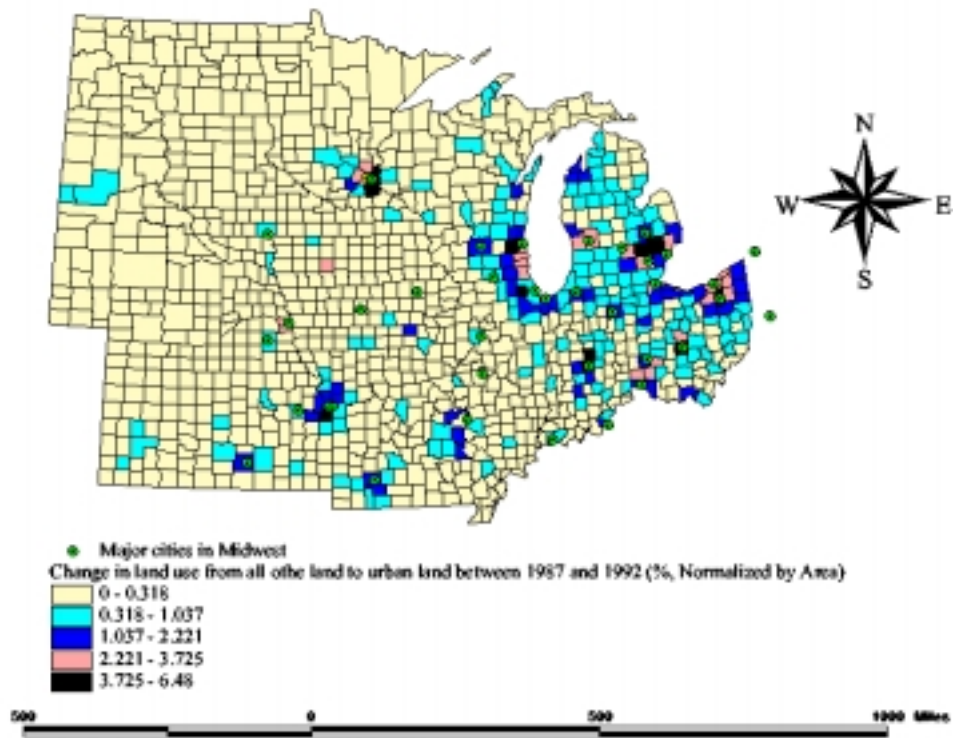 N
W E
S
Major cities in Midwest
Change in land use from all othe land to urban land between 1987 and 1992 (%, Normalized by Area)
0 - 0.318
0.318 - 1.037
1.037 - 2.221
2.221 - 3.725
3.725 - 6.48
500 0 500 1000 Miles